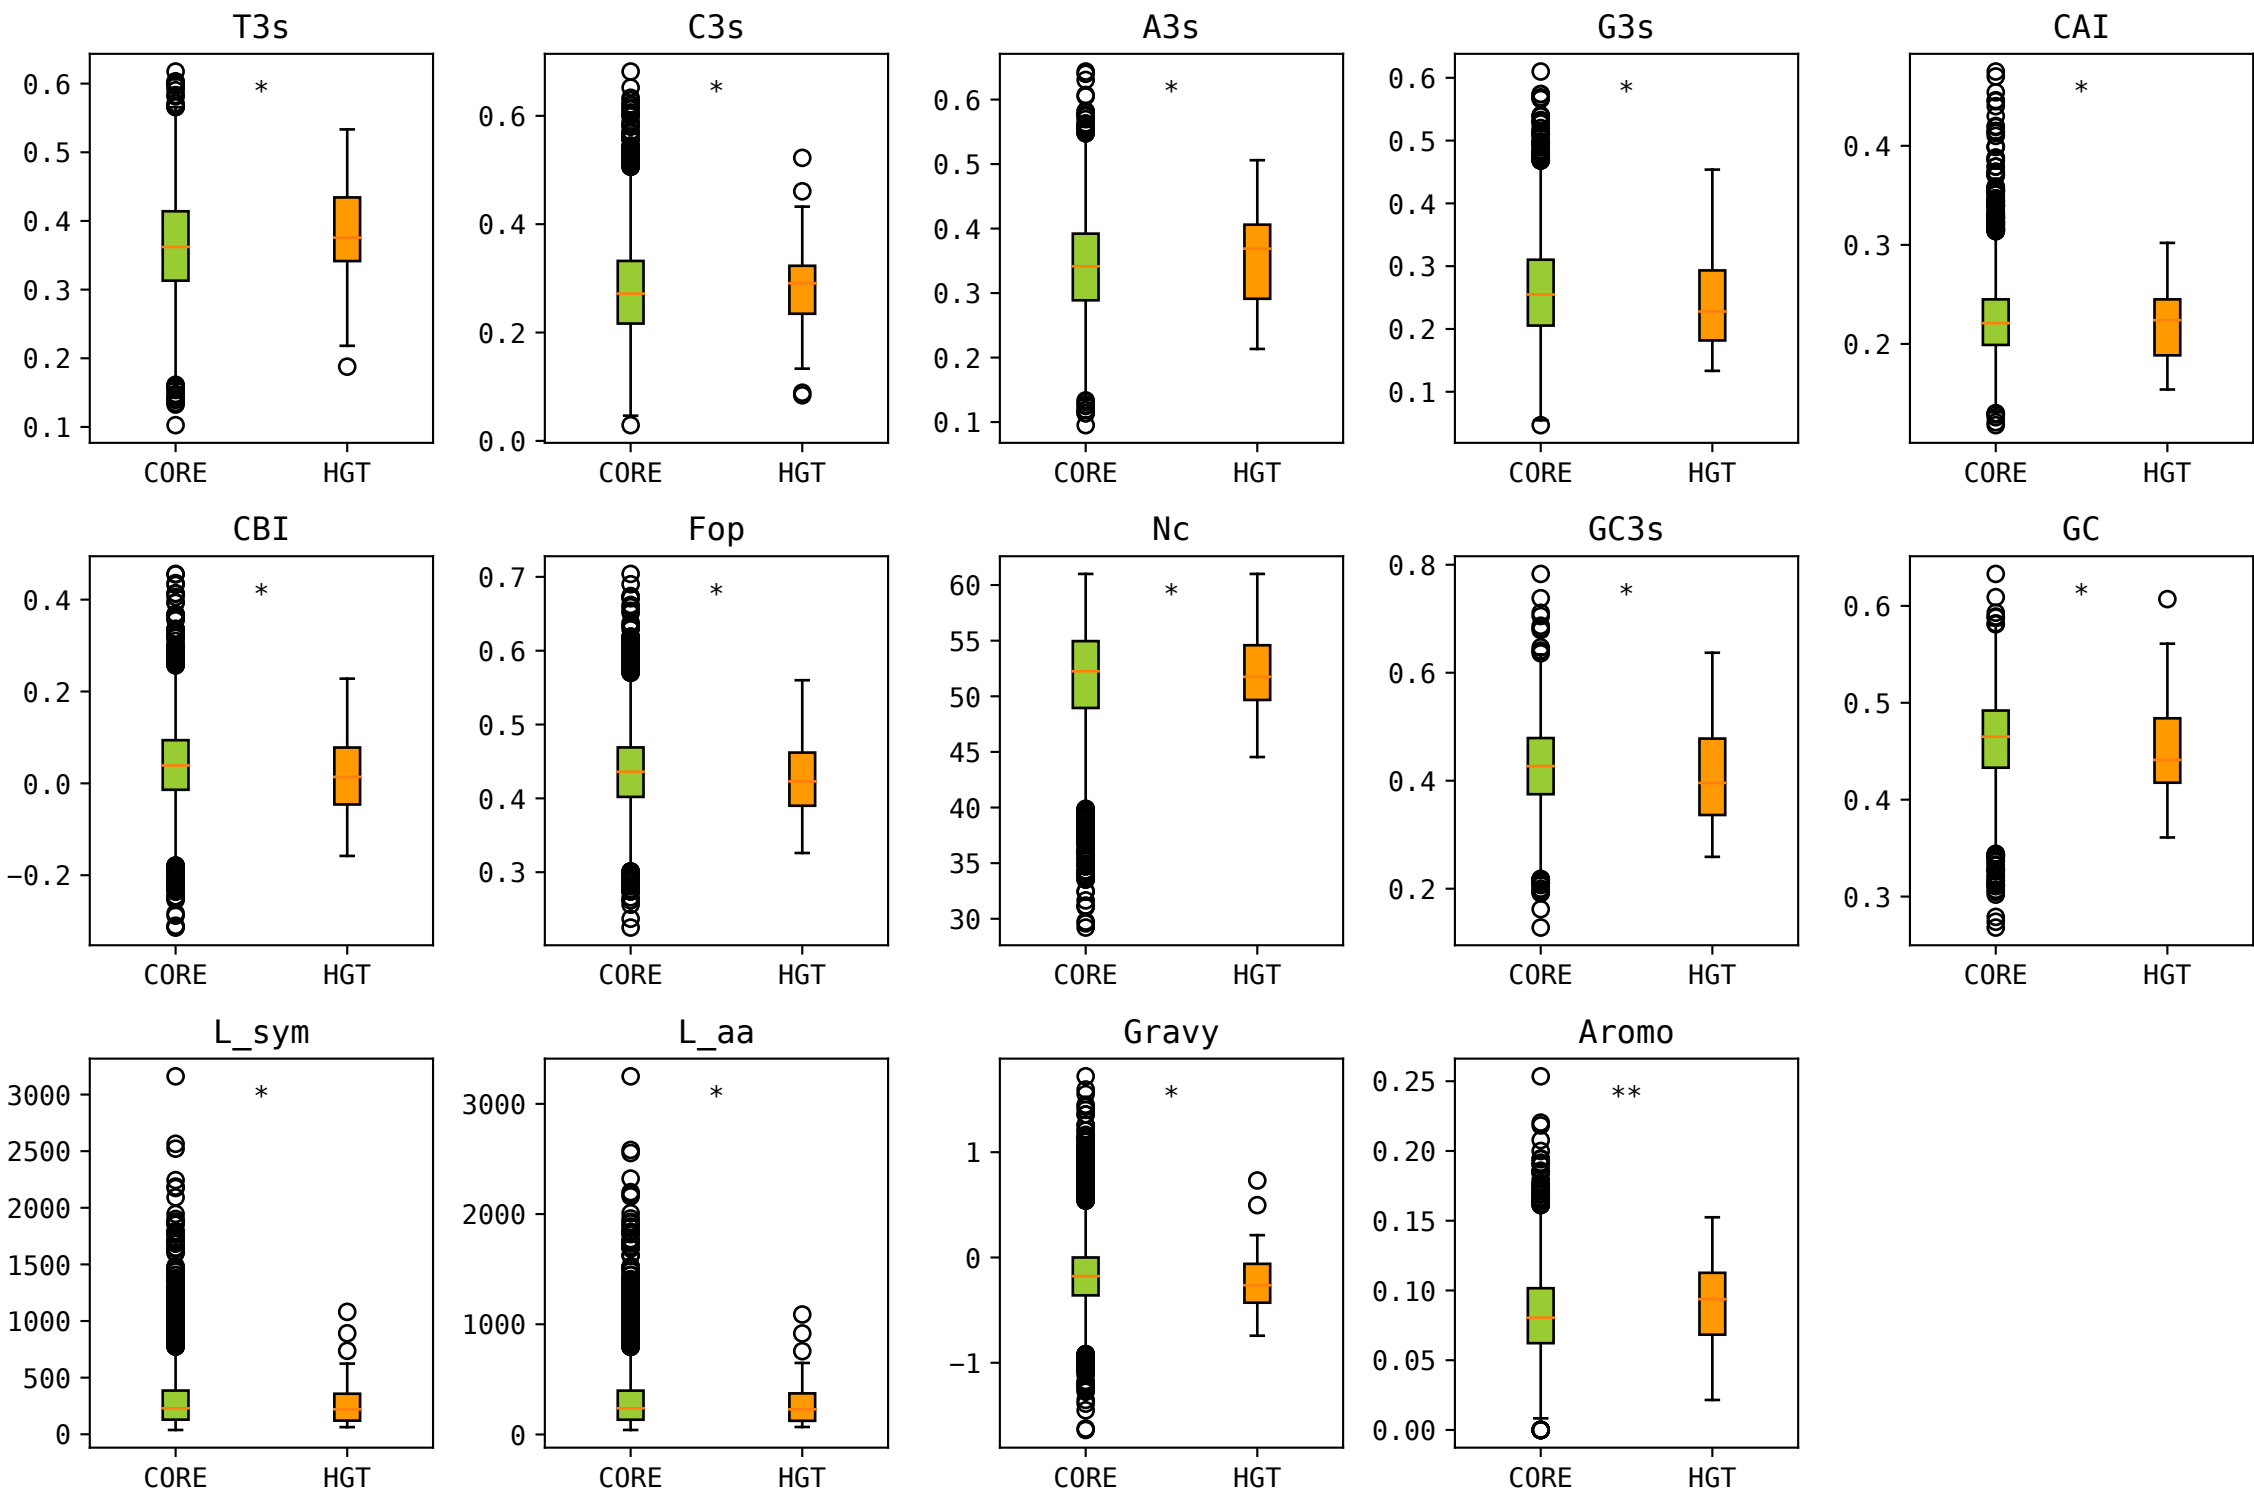 T3s
C3s
A3s
G3s
CAI
0.6
0.5
0.4
0.3
0.2
0.1
*
CORE
HGT
0.6
0.4
0.2
0.0
*
CORE
HGT
0.6
0.5
0.4
0.3
0.2
0.1
*
CORE
HGT
0.6
0.5
0.4
0.3
0.2
0.1
*
CORE
HGT
0.4
0.3
0.2
*
CORE
HGT
CBI
Fop
Nc
GC3s
GC
0.4
0.2
0.0
−0.2
*
CORE
HGT
0.7
0.6
0.5
0.4
0.3
*
CORE
HGT
60
55
50
45
40
35
30
*
CORE
HGT
0.8
0.6
0.4
0.2
*
CORE
HGT
0.6
0.5
0.4
0.3
*
CORE
HGT
L_sym
L_aa
Gravy
Aromo
3000
2500
2000
1500
1000
500
0
*
CORE
HGT
3000
2000
1000
0
*
CORE
HGT
1
0
−1
*
CORE
HGT
0.25
0.20
0.15
0.10
0.05
0.00
**
CORE
HGT